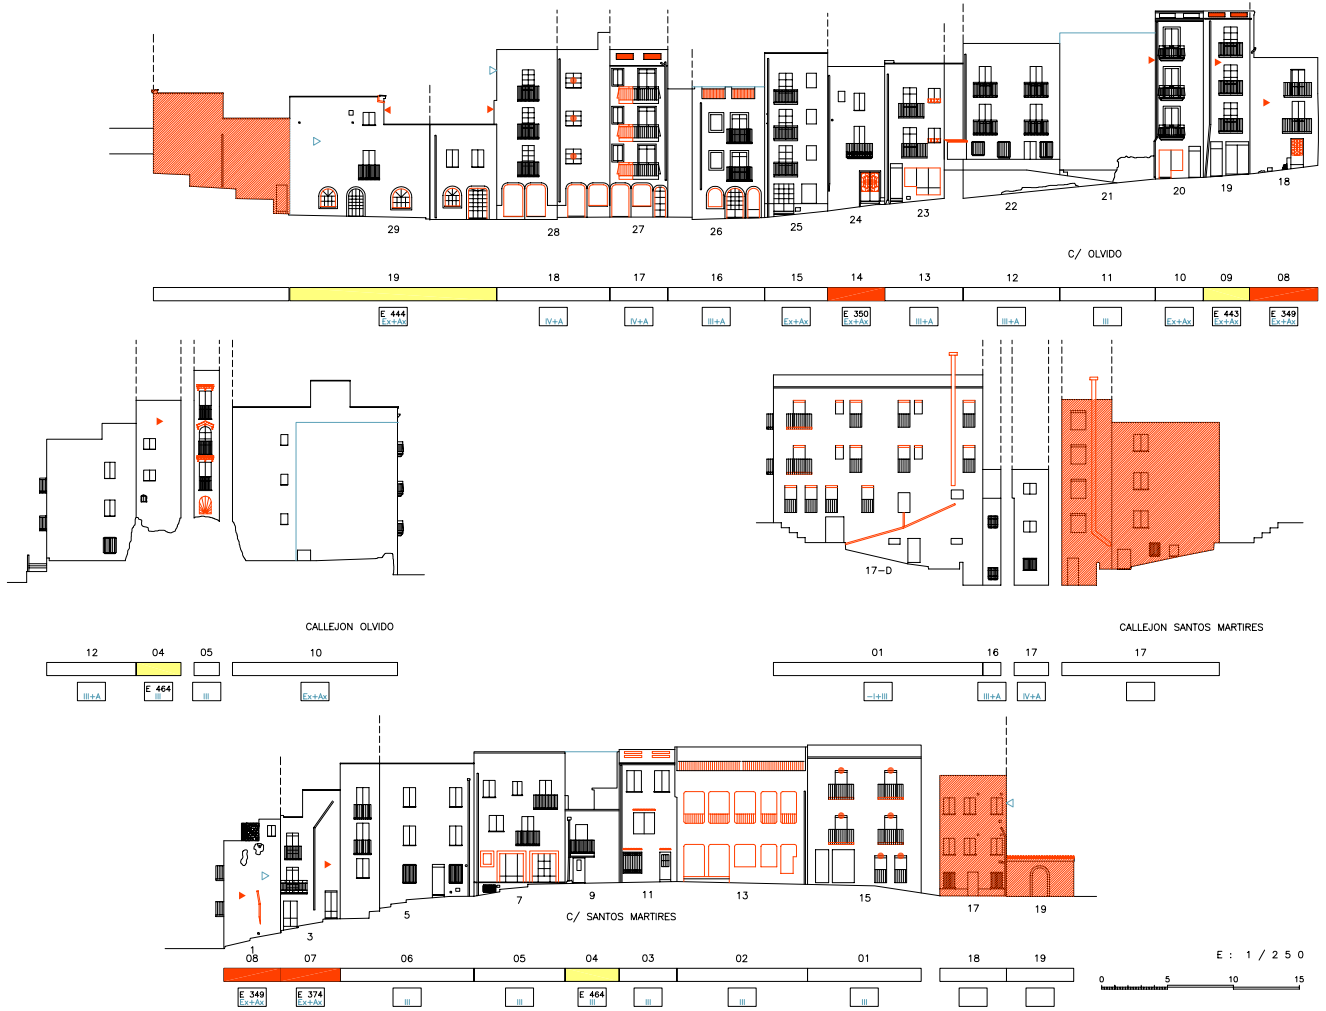 29 28 27 26 25 24 23 22 21 20 19 18
C/ OLVIDO
19 18 17 16 15 14 13 12 11 10 09 08
E 444 E 350 E 443 E 349
Ex+Ax IV+A IV+A III+A Ex+Ax Ex+Ax III+A III+A III Ex+Ax Ex+Ax Ex+Ax
17-D
CALLEJON OLVIDO CALLEJON SANTOS MARTIRES
12 04 05 10 01 16 17 17
E 464
III+A III III Ex+Ax -I+III III+A IV+A
1 3 5 7 9 11 13 15 17 19
C/ SANTOS MARTIRES
08 07 06 05 04 03 02 01 18 19
E 349 E 374 E 464
Ex+Ax Ex+Ax III III III III III III
E: 1/250
0 5 10 15